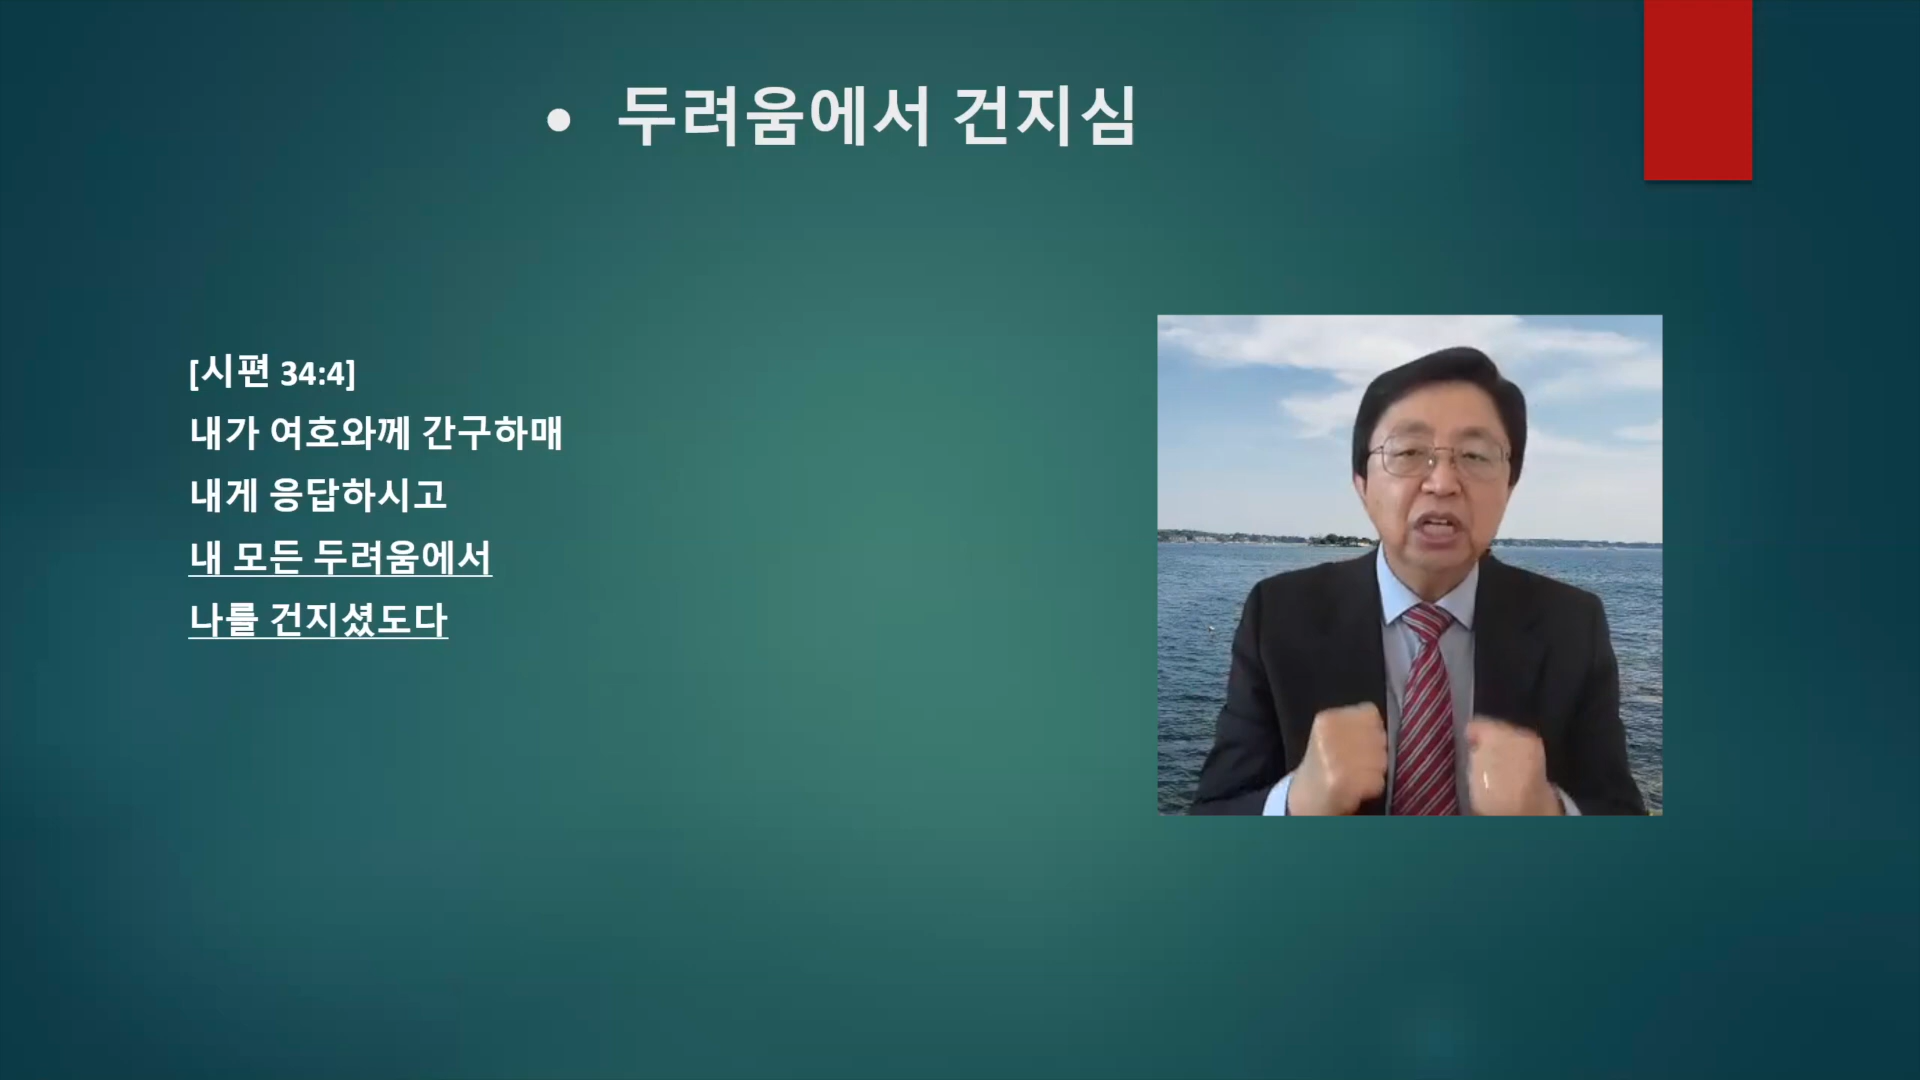 • 두려움에서 건지심
[시편 34:4]
내가 여호와께 간구하매
내게 응답하시고
내 모든 두려움에서
나를 건지셨도다